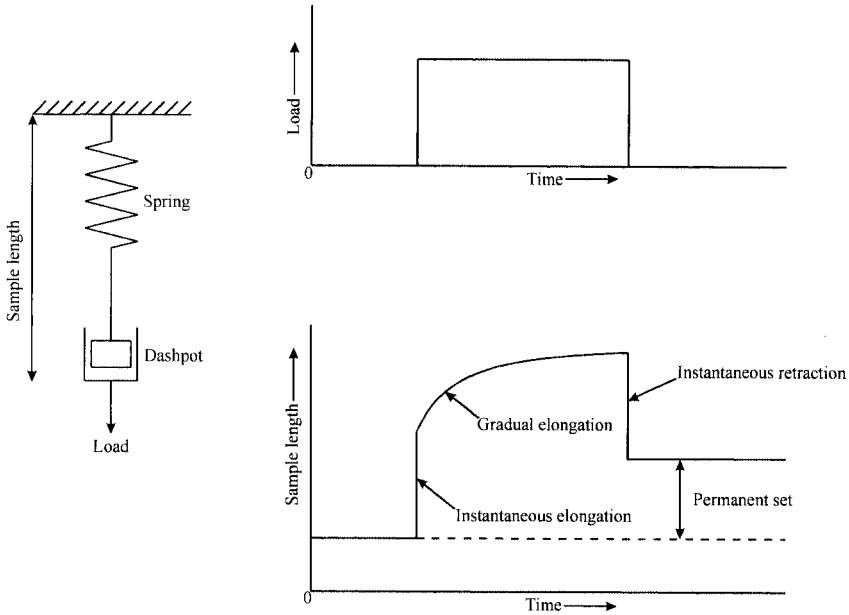 Sample length
Spring
Dashpot
Load
Load
0
Time
Sample length
Instantaneous retraction
Gradual elongation
Instantaneous elongation
Permanent set
0
Time